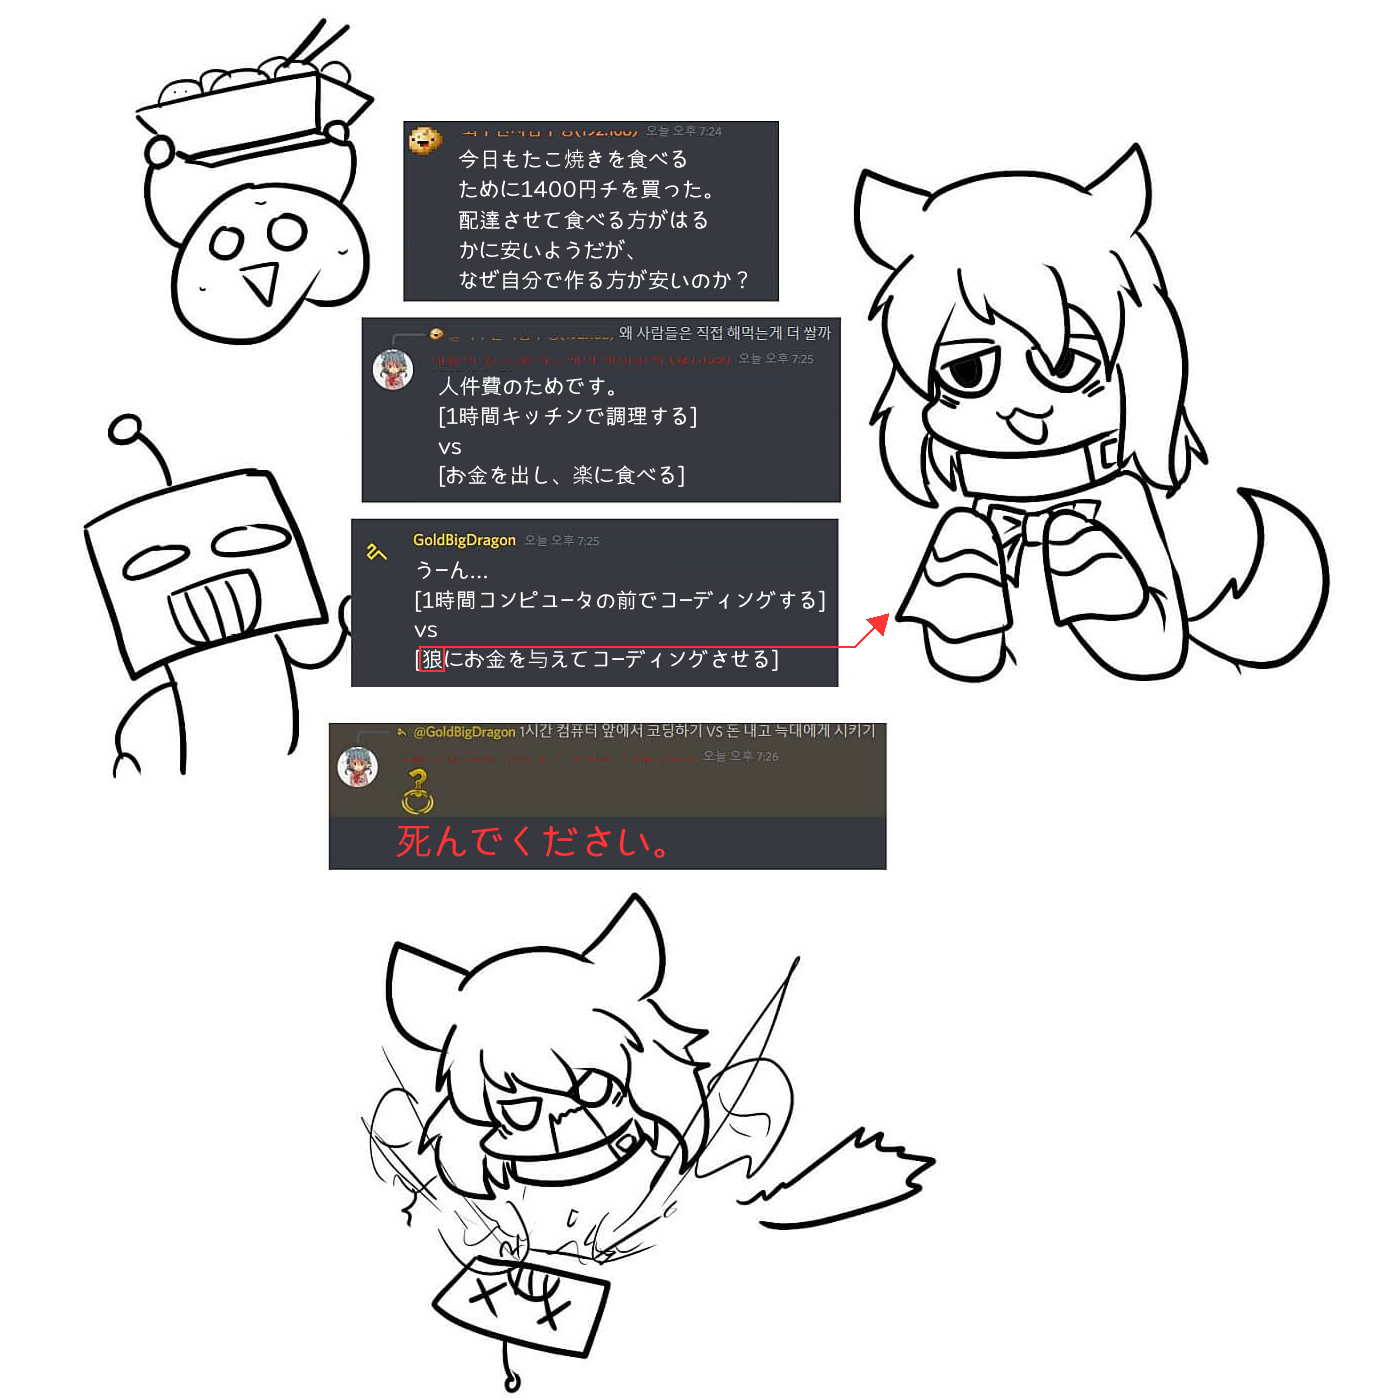 오늘 오후 7:24
今日もたこ焼きを食べる
ために1400円チを買った。
配達させて食べる方がはる
かに安いようだが、
なぜ自分で作る方が安いのか？
왜 사람들은 직접 해먹는게 더 쌀까
오늘 오후 7:25
人件費のためです。
[1時間キッチンで調理する]
vs
[お金を出し、楽に食べる]
GoldBigDragon 오늘 오후 7:25
うーん...
[1時間コンピュータの前でコーディングする]
vs
[狼にお金を与えてコーディングさせる]
@GoldBigDragon 1시간 컴퓨터 앞에서 코딩하기 VS 돈 내고 늑대에게 시키기
오늘 오후 7:26
?
死んでください。